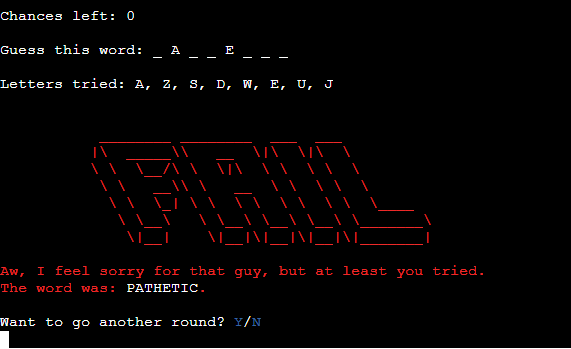 Chances left: 0
Guess this word: _ A _ _ E _ _ _
Letters tried: A, Z, S, D, W, E, U, J
FAIL
Aw, I feel sorry for that guy, but at least you tried.
The word was: PATHETIC.
Want to go another round? Y/N